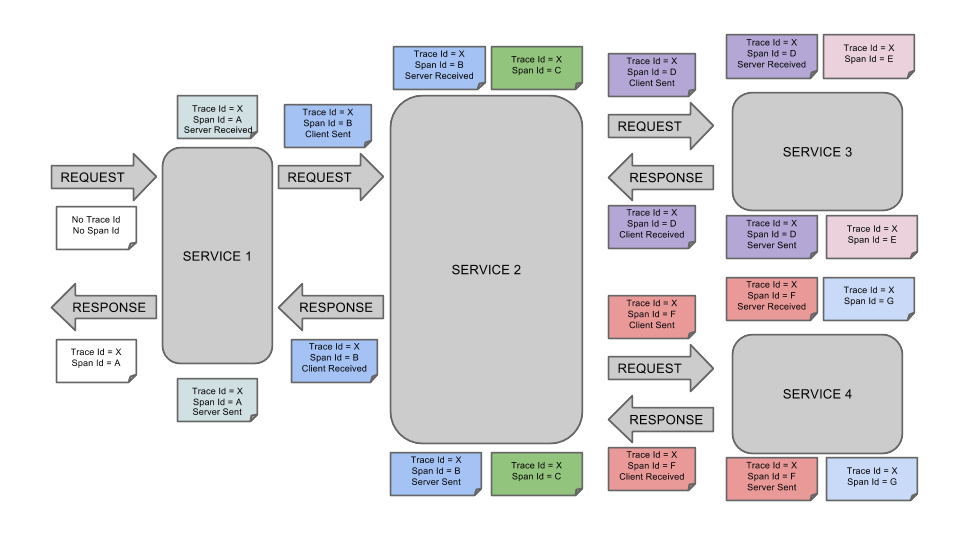 Trace Id = X
Span Id = A
Server Received
REQUEST
No Trace Id
No Span Id
SERVICE 1
RESPONSE
Trace Id = X
Span Id = A
Trace Id = X
Span Id = A
Server Sent
Trace Id = X
Span Id = B
Client Sent
REQUEST
RESPONSE
Trace Id = X
Span Id = B
Client Received
Trace Id = X
Span Id = B
Server Received
Trace Id = X
Span Id = C
SERVICE 2
Trace Id = X
Span Id = B
Server Sent
Trace Id = X
Span Id = C
Trace Id = X
Span Id = D
Client Sent
REQUEST
RESPONSE
Trace Id = X
Span Id = D
Client Received
Trace Id = X
Span Id = D
Server Received
Trace Id = X
Span Id = E
SERVICE 3
Trace Id = X
Span Id = D
Server Sent
Trace Id = X
Span Id = E
Trace Id = X
Span Id = F
Client Sent
REQUEST
RESPONSE
Trace Id = X
Span Id = F
Client Received
Trace Id = X
Span Id = F
Server Received
Trace Id = X
Span Id = G
SERVICE 4
Trace Id = X
Span Id = F
Server Sent
Trace Id = X
Span Id = G